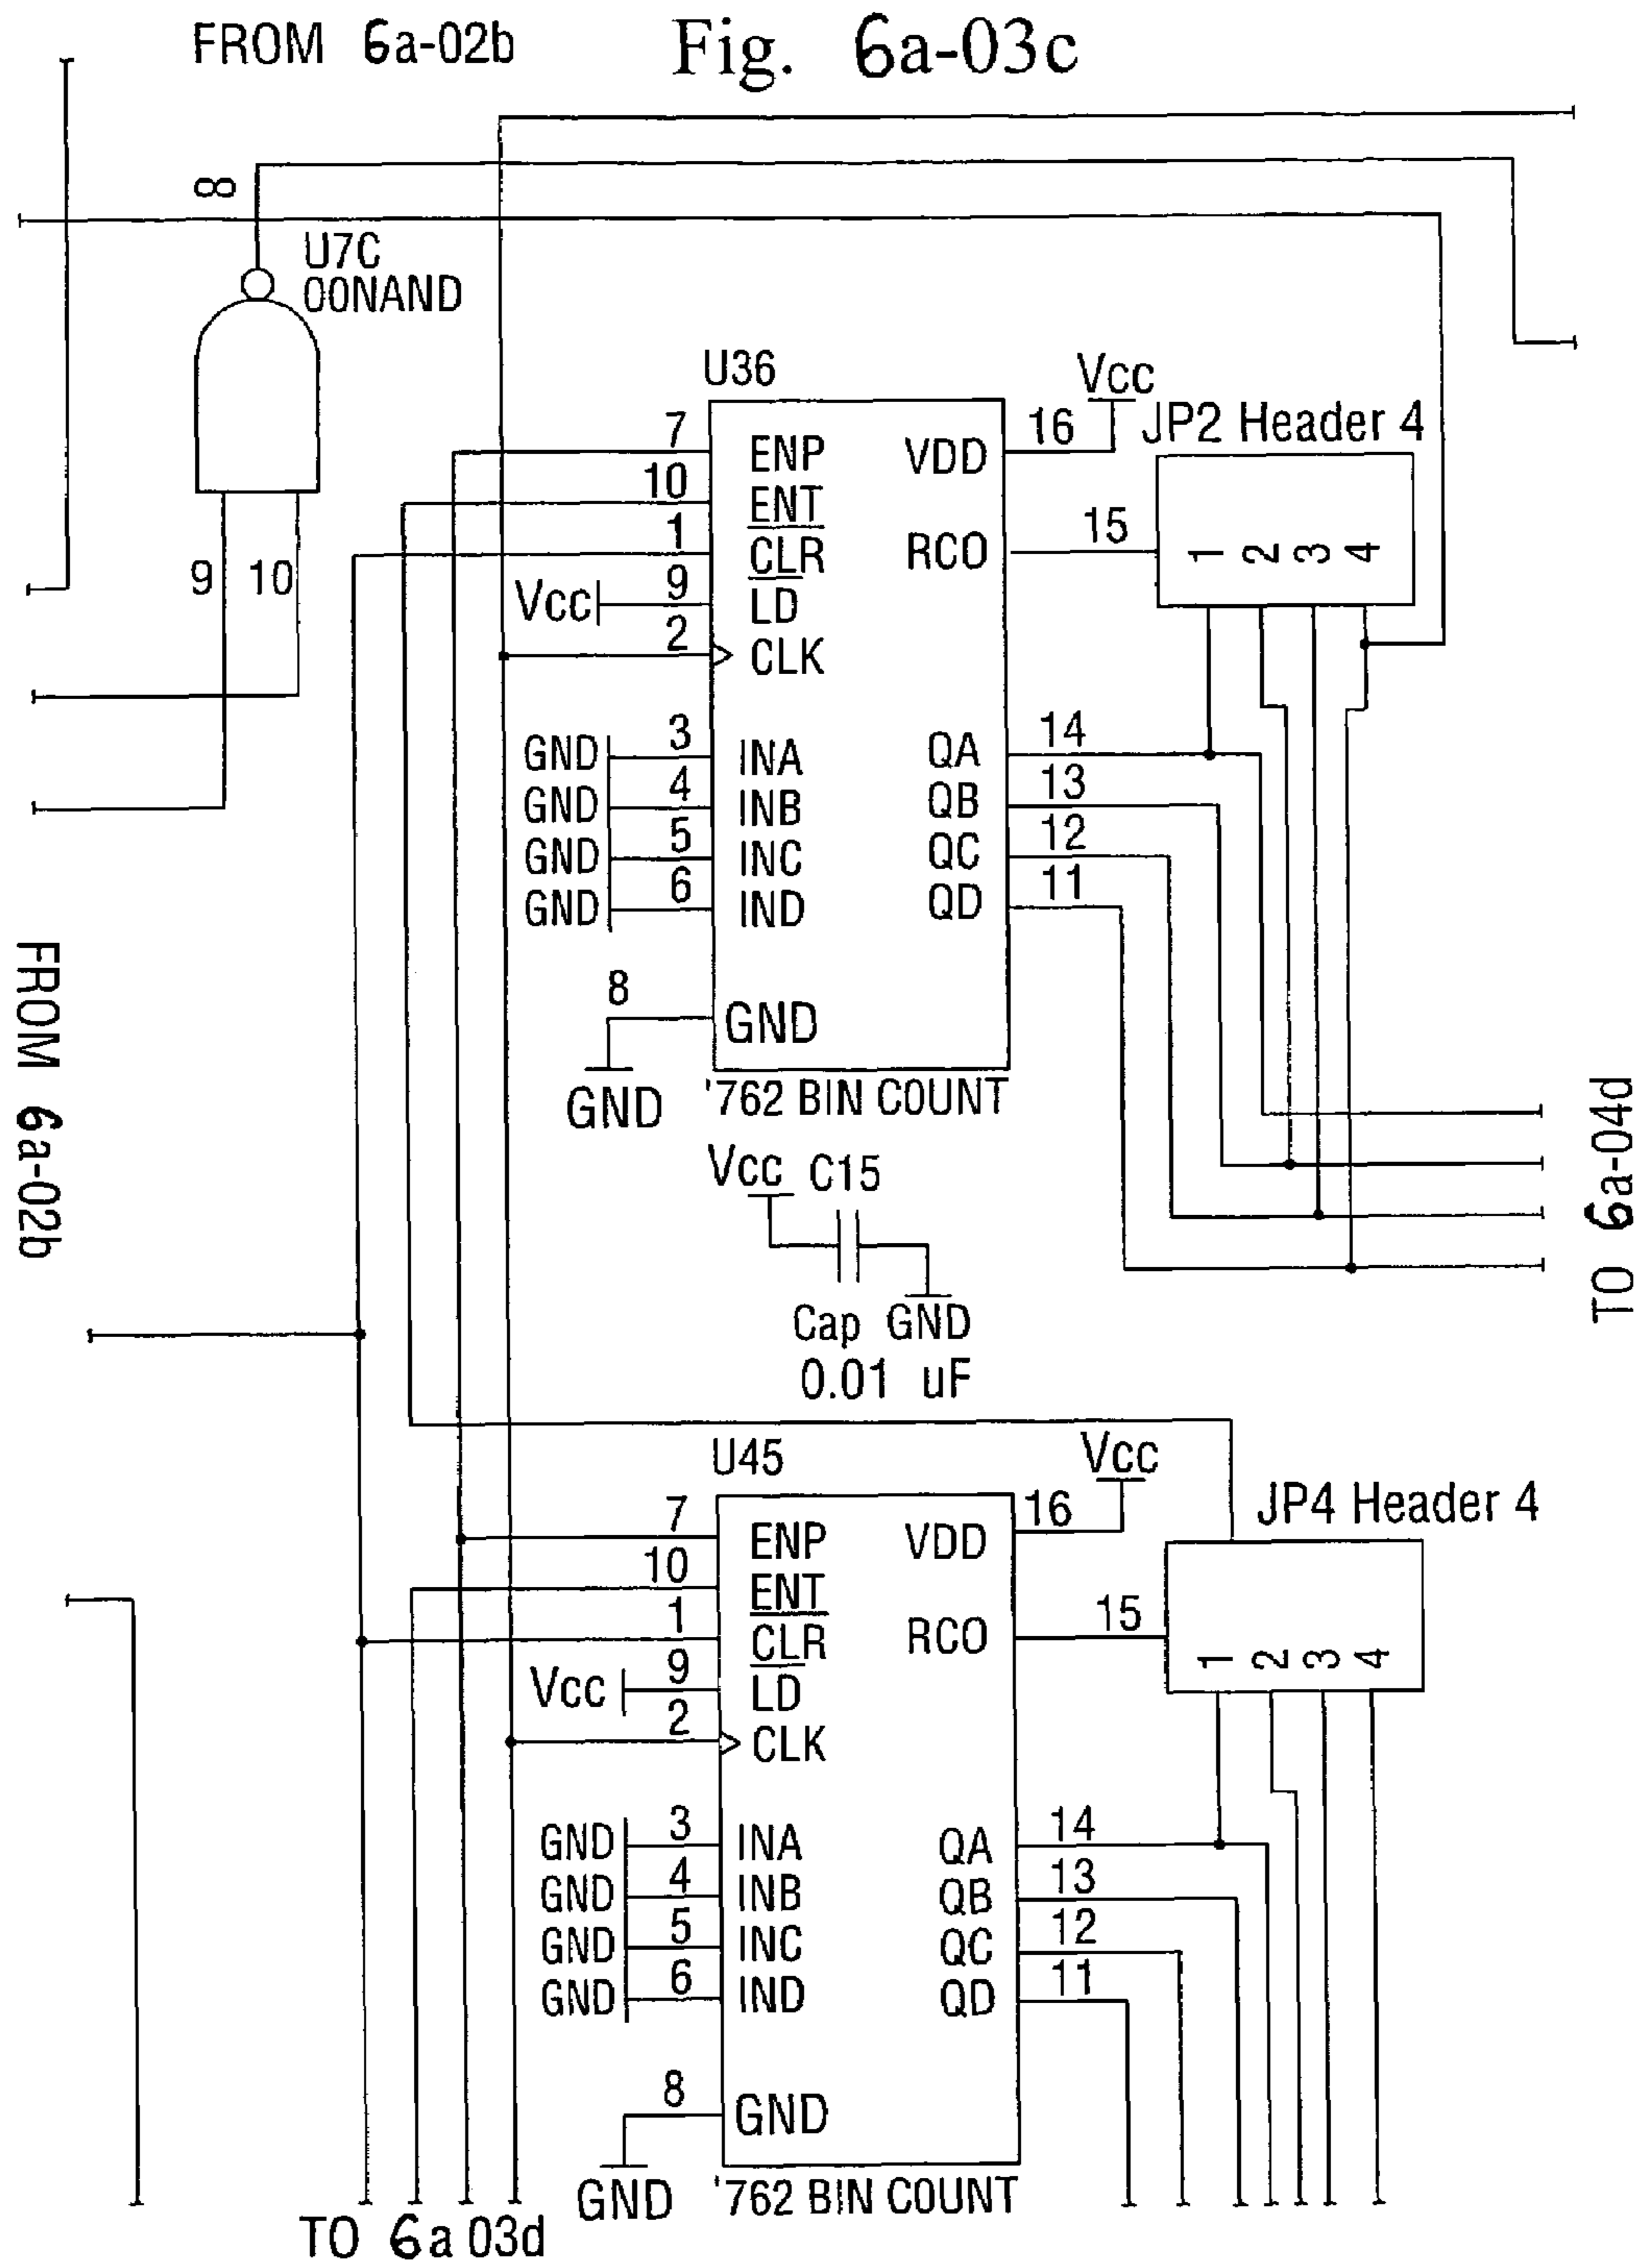 FROM 6a-02b
Fig. 6a-03c
8
U7C
00NAND
9 10
U36
Vcc
JP2 Header 4
7 ENP VDD 16
10 ENT
1 CLR RCO 15
1 2 3 4
Vcc 9 LD
2 CLK
GND 3 INA QA 14
GND 4 INB QB 13
GND 5 INC QC 12
GND 6 IND QD 11
8 GND
GND
'762 BIN COUNT
FROM 6a-02b
TO 6a-04d
Vcc C15
Cap GND
0.01 uF
U45
Vcc
JP4 Header 4
7 ENP VDD 16
10 ENT
1 CLR RCO 15
1 2 3 4
Vcc 9 LD
2 CLK
GND 3 INA QA 14
GND 4 INB QB 13
GND 5 INC QC 12
GND 6 IND QD 11
8 GND
GND
'762 BIN COUNT
TO 6a 03d